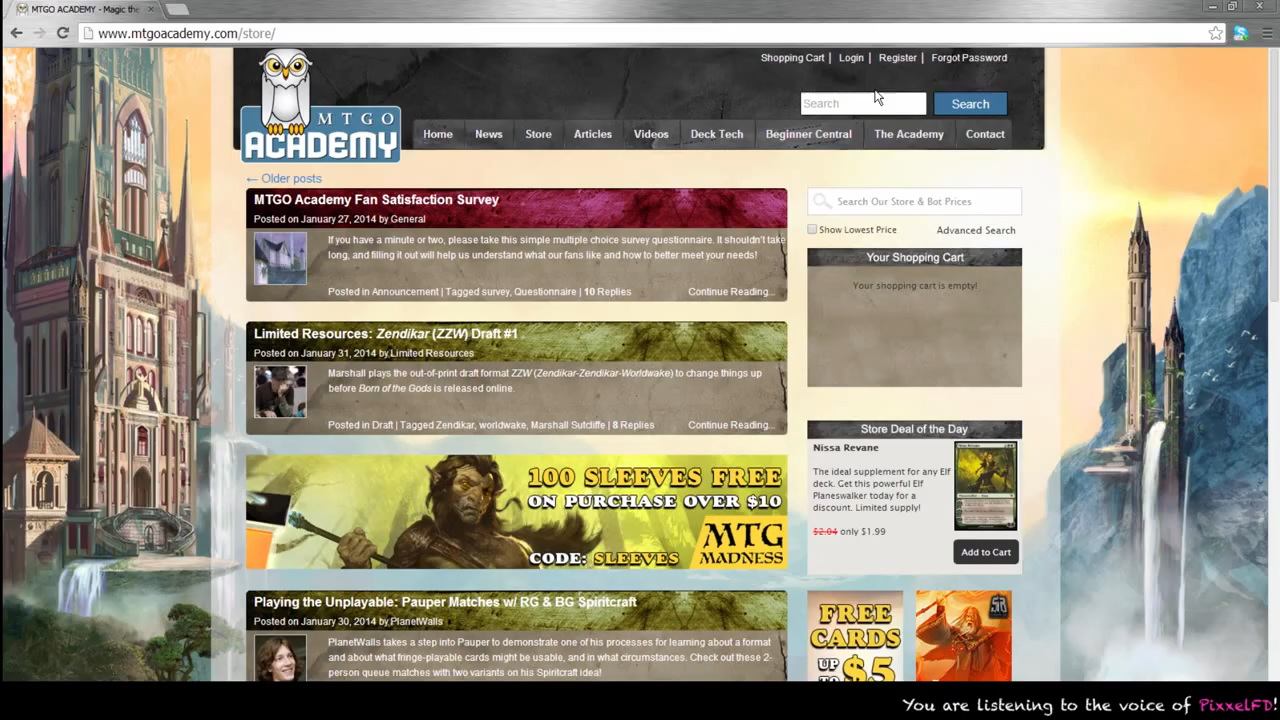 MTGO ACADEMY - Magic the
www.mtgoacademy.com/store/
Shopping Cart | Login | Register | Forgot Password
MTGO
ACADEMY
Search
Search
Home News Store Articles Videos Deck Tech Beginner Central The Academy Contact
← Older posts
MTGO Academy Fan Satisfaction Survey
Posted on January 27, 2014 by General
If you have a minute or two, please take this simple multiple choice survey questionnaire. It shouldn't take
long, and filling it out will help us understand what our fans like and how to better meet your needs!
Posted in Announcement | Tagged survey, Questionnaire | 10 Replies
Continue Reading...
Limited Resources: Zendikar (ZZW) Draft #1
Posted on January 31, 2014 by Limited Resources
Marshall plays the out-of-print draft format ZZW (Zendikar-Zendikar-Worldwake) to change things up
before Born of the Gods is released online.
Posted in Draft | Tagged Zendikar, worldwake, Marshall Sutcliffe | 8 Replies
Continue Reading...
100 SLEEVES FREE
ON PURCHASE OVER $10
CODE: SLEEVES
MTG
MADNESS
Playing the Unplayable: Pauper Matches w/ RG & BG Spiritcraft
Posted on January 30, 2014 by PlanetWalls
PlanetWalls takes a step into Pauper to demonstrate one of his processes for learning about a format
and about what fringe-playable cards might be usable, and in what circumstances. Check out these 2-
person queue matches with two variants on his Spiritcraft idea!
Search Our Store & Bot Prices
Show Lowest Price
Advanced Search
Your Shopping Cart
Your shopping cart is empty!
Store Deal of the Day
Nissa Revane
The ideal supplement for any Elf
deck. Get this powerful Elf
Planeswalker today for a
discount. Limited supply!
$2.04 only $1.99
Add to Cart
FREE
CARDS
UP
TO $5
You are listening to the voice of PixxelFD!